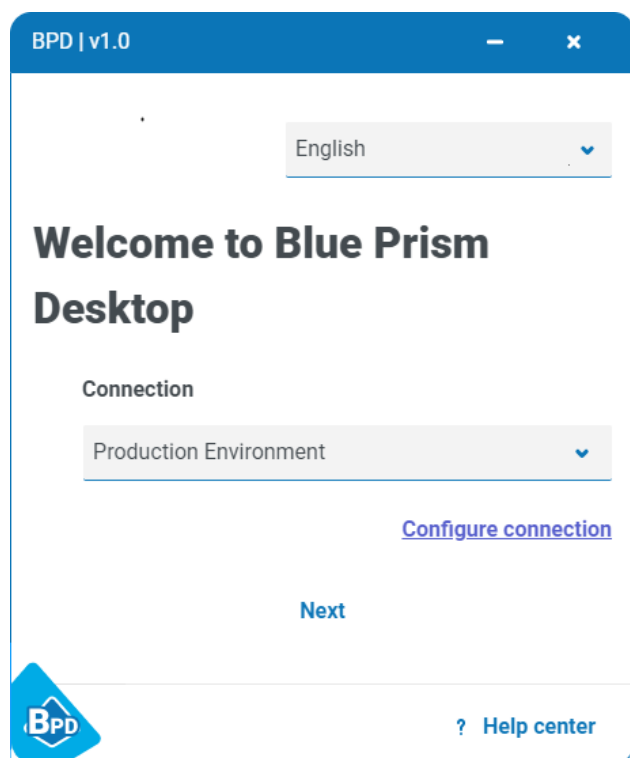 BPD | v1.0
English
Welcome to Blue Prism
Desktop
Connection
Production Environment
Configure connection
Next
BPD
? Help center